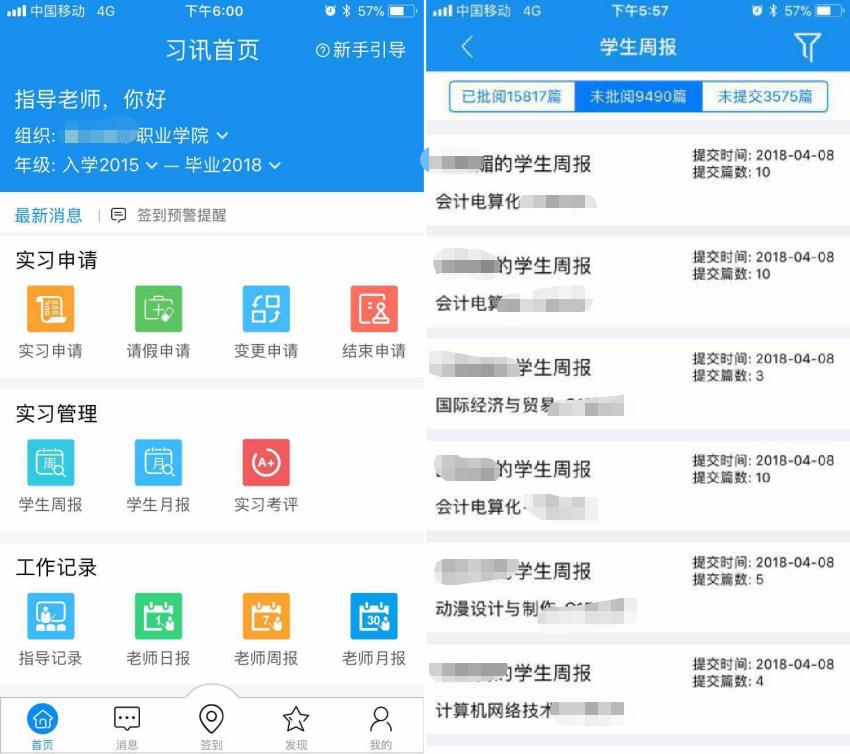 中国移动 4G 下午6:00 57%
习讯首页
新手引导
指导老师，你好
组织: 职业学院
年级: 入学2015 — 毕业2018
最新消息 | 签到预警提醒
实习申请
实习申请 请假申请 变更申请 结束申请
实习管理
周 月 A+
学生周报 学生月报 实习考评
工作记录
1 7 30
指导记录 老师日报 老师周报 老师月报
首页 消息 签到 发现 我的
中国移动 4G 下午5:57 57%
学生周报
已批阅15817篇 未批阅9490篇 未提交3575篇
媚的学生周报
提交时间: 2018-04-08
提交篇数: 10
会计电算化
的学生周报
提交时间: 2018-04-08
提交篇数: 10
会计电算
学生周报
提交时间: 2018-04-08
提交篇数: 3
国际经济与贸易
的学生周报
提交时间: 2018-04-08
提交篇数: 10
会计电算化
学生周报
提交时间: 2018-04-08
提交篇数: 5
动漫设计与制作
的学生周报
提交时间: 2018-04-08
提交篇数: 4
计算机网络技术